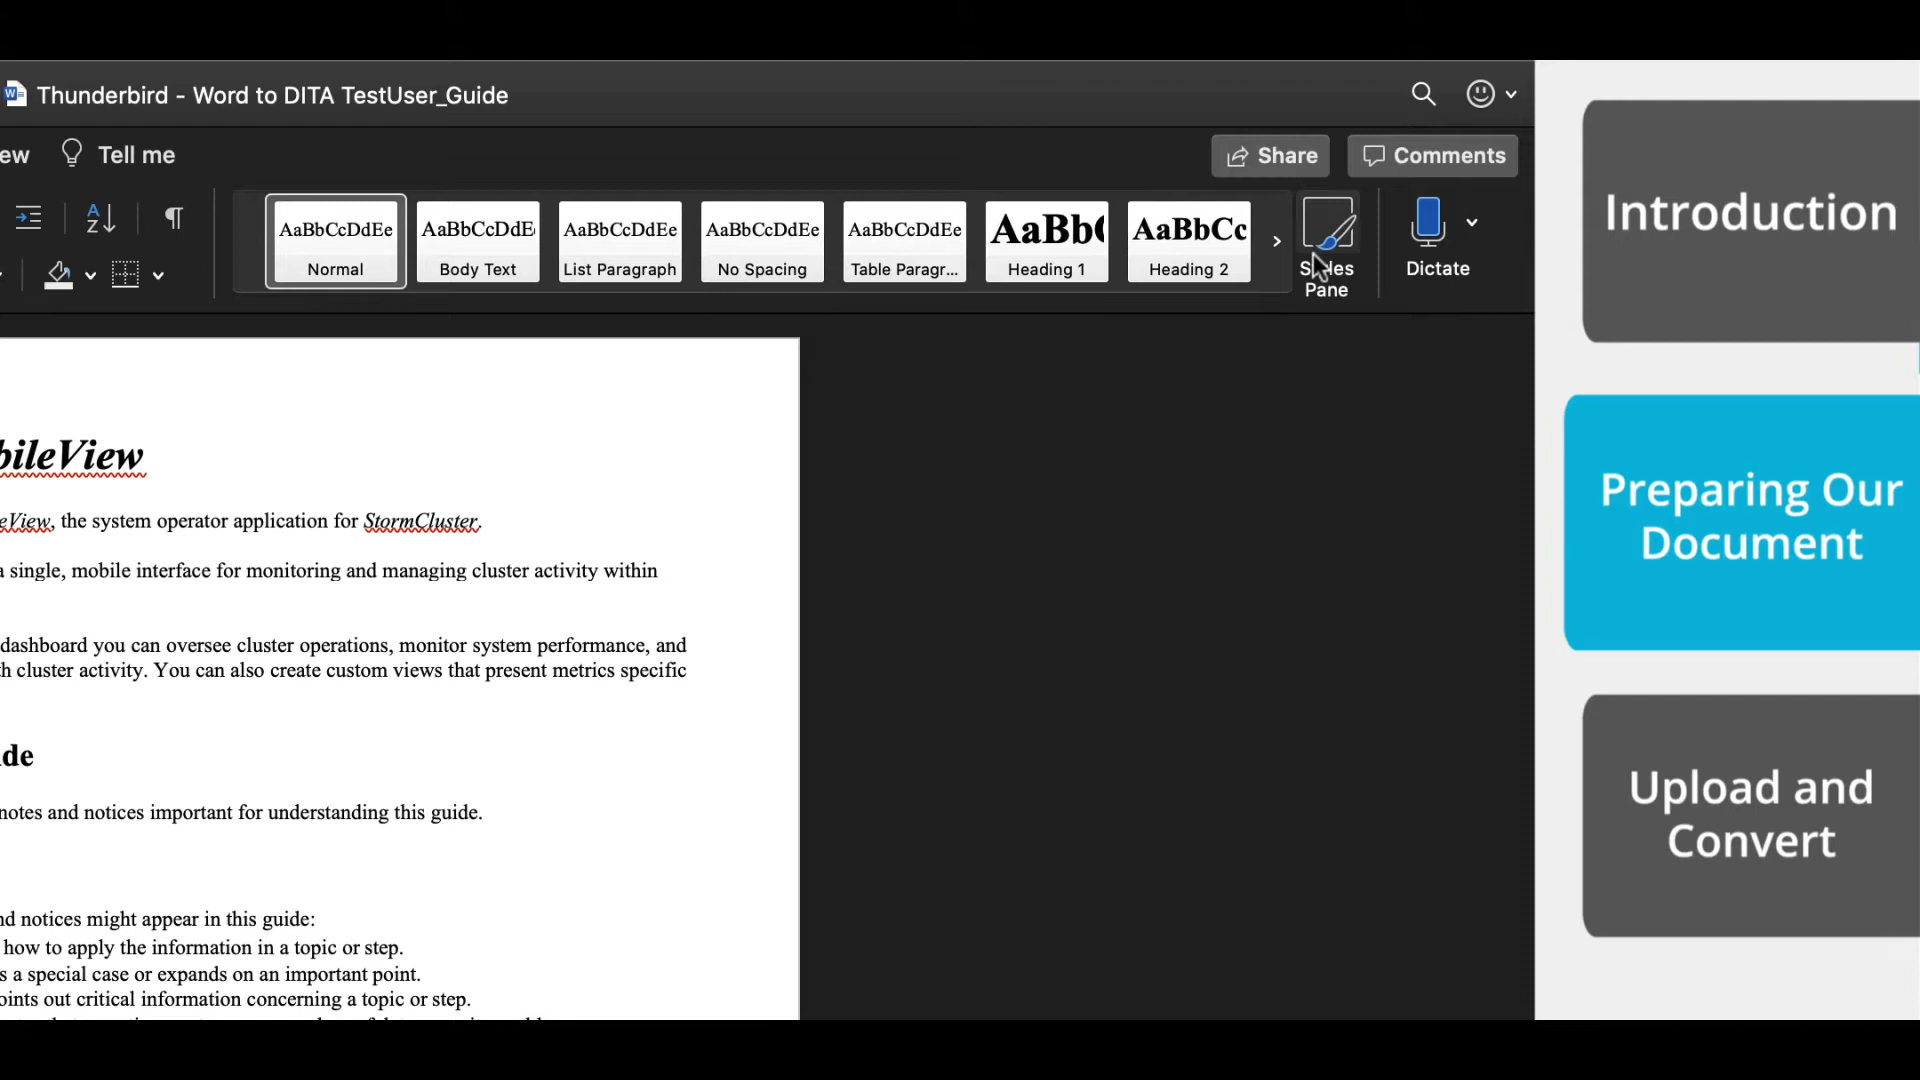 Thunderbird - Word to DITA TestUser_Guide
ew Tell me
Share Comments
AaBbCcDdEe AaBbCcDdE AaBbCcDdEe AaBbCcDdEe AaBbCcDdEe AaBb( AaBbCc
Normal Body Text List Paragraph No Spacing Table Paragr... Heading 1 Heading 2
Pane
Dictate
bileView
eView, the system operator application for StormCluster.
a single, mobile interface for monitoring and managing cluster activity within
dashboard you can oversee cluster operations, monitor system performance, and
th cluster activity. You can also create custom views that present metrics specific
ide
notes and notices important for understanding this guide.
nd notices might appear in this guide:
how to apply the information in a topic or step.
s a special case or expands on an important point.
oints out critical information concerning a topic or step.
Introduction
Preparing Our
Document
Upload and
Convert